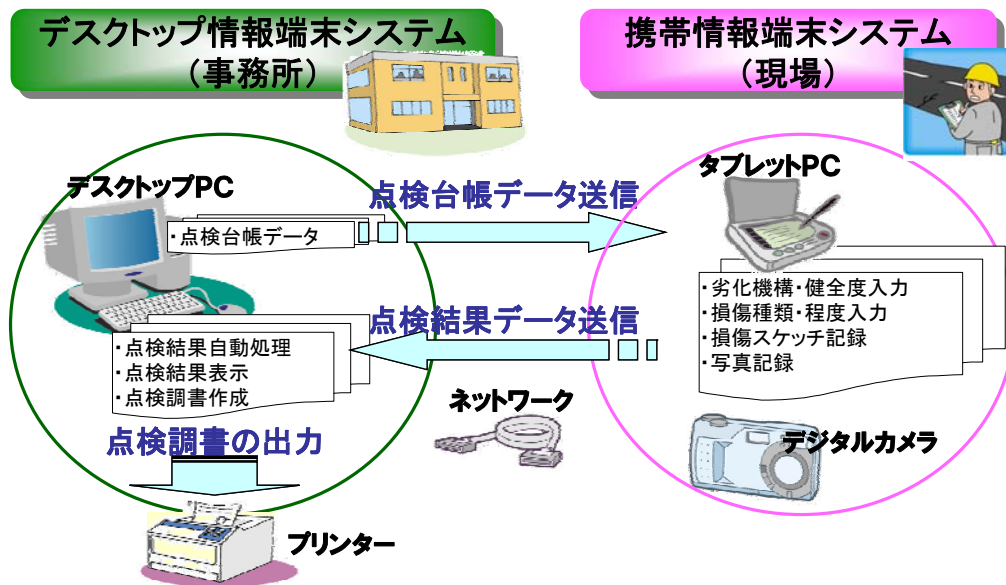 デスクトップ情報端末システム
（事務所）
携帯情報端末システム
（現場）
デスクトップPC
点検台帳データ送信
タブレットPC
・点検台帳データ
・劣化機構・健全度入力
・損傷種類・程度入力
・損傷スケッチ記録
・写真記録
点検結果データ送信
・点検結果自動処理
・点検結果表示
・点検調書作成
ネットワーク
点検調書の出力
デジタルカメラ
プリンター